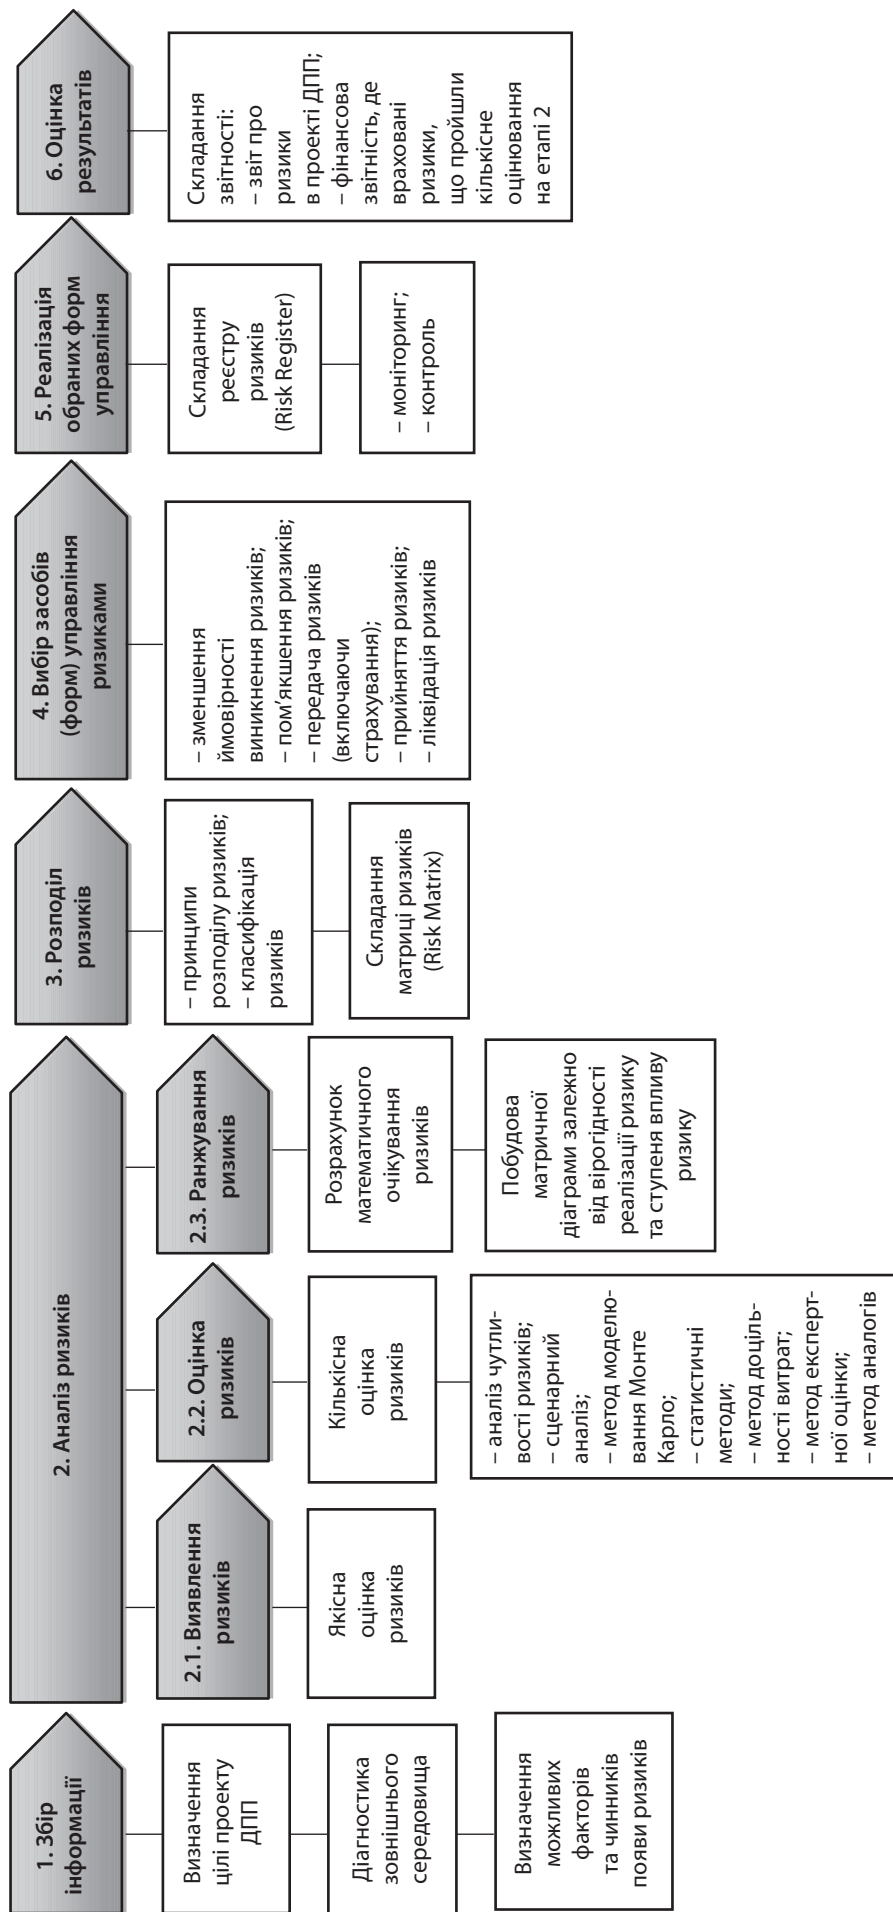 1. Збір
інформації
Визначення
цілі проекту
ДПП
Діагностика
зовнішнього
середовища
Визначення
можливих
факторів
та чинників
появи ризиків
2. Аналіз ризиків
2.1. Виявлення
ризиків
Якісна
оцінка
ризиків
2.2. Оцінка
ризиків
Кількісна
оцінка
ризиків
– аналіз чутли-
вості ризиків;
– сценарний
аналіз;
– метод моделю-
вання Монте
Карло;
– статистичні
методи;
– метод доціль-
ності витрат;
– метод експерт-
ної оцінки;
– метод аналогів
2.3. Ранжування
ризиків
Розрахунок
математичного
очікування
ризиків
Побудова
матричної
діаграми залежно
від вірогідності
реалізації ризику
та ступеня впливу
ризику
3. Розподіл
ризиків
– принципи
розподілу ризиків;
– класифікація
ризиків
Складання
матриці ризиків
(Risk Matrix)
4. Вибір засобів
(форм) управління
ризиками
– зменшення
ймовірності
виникнення ризиків;
– пом’якшення ризиків;
– передача ризиків
(включаючи
страхування);
– прийняття ризиків;
– ліквідація ризиків
5. Реалізація
обраних форм
управління
Складання
реєстру
ризиків
(Risk Register)
– моніторинг;
– контроль
6. Оцінка
результатів
Складання
звітності:
– звіт про
ризики
в проекті ДПП;
– фінансова
звітність, де
враховані
ризики,
що пройшли
кількісне
оцінювання
на етапі 2